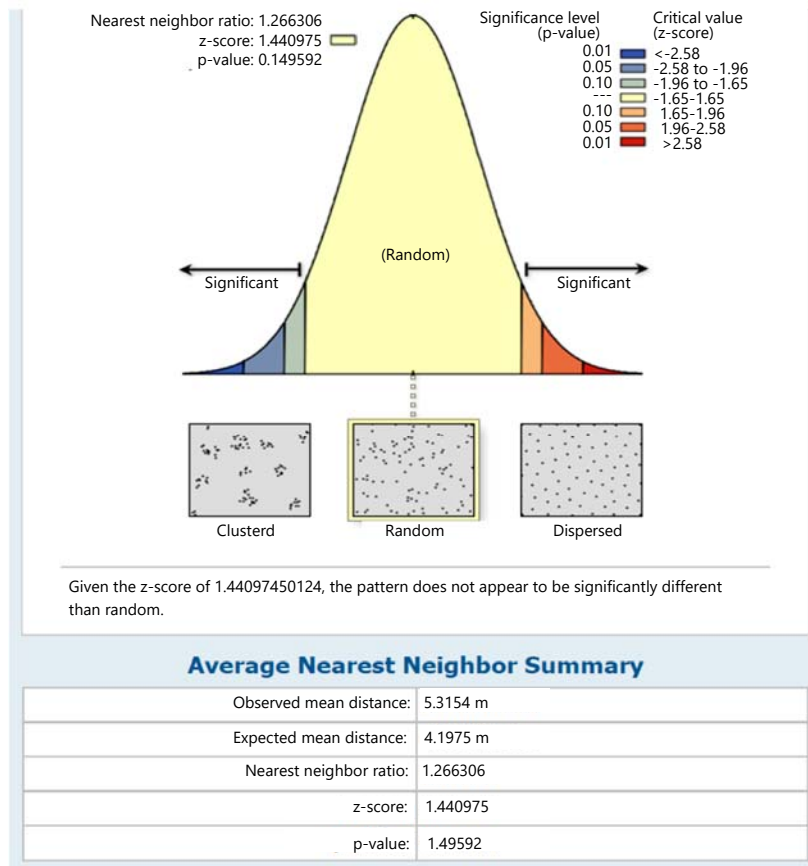 Nearest neighbor ratio: 1.266306
z-score: 1.440975
p-value: 0.149592
Significance level
(p-value)
Critical value
(z-score)
0.01 <-2.58
0.05 -2.58 to -1.96
0.10 -1.96 to -1.65
--- -1.65-1.65
0.10 1.65-1.96
0.05 1.96-2.58
0.01 >2.58
(Random)
Significant
Significant
Clusterd
Random
Dispersed
Given the z-score of 1.44097450124, the pattern does not appear to be significantly different
than random.
Average Nearest Neighbor Summary
Observed mean distance: 5.3154 m
Expected mean distance: 4.1975 m
Nearest neighbor ratio: 1.266306
z-score: 1.440975
p-value: 1.49592